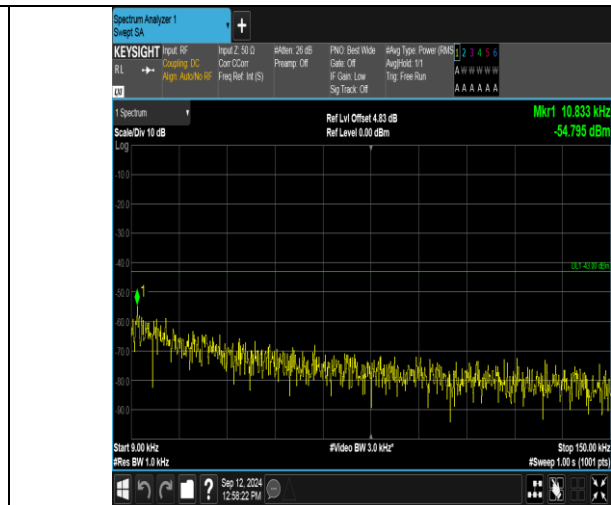 Spectrum Analyzer 1
Swept SA
+
KEYSIGHT Input: RF Input Z: 50 Ω #Atten: 26 dB PNO: Best Wide #Avg Type: Power (RMS 1 2 3 4 5 6
RL Coupling: DC Corr CCorr Preamp: Off Gate: Off Avg|Hold: 1/1 A W W W W W
Align: Auto/No RF Freq Ref: Int (S) IF Gain: Low Trig: Free Run
Sig Track: Off A A A A A A
LXI
1 Spectrum Ref Lvl Offset 4.83 dB Mkr1 10.833 kHz
Scale/Div 10 dB Ref Level 0.00 dBm -54.795 dBm
Log
-10.0
-20.0
-30.0
-40.0
DL1 -43.00 dBm
-50.0
1
-60.0
-70.0
-80.0
-90.0
Start 9.00 kHz #Video BW 3.0 kHz* Stop 150.00 kHz
#Res BW 1.0 kHz #Sweep 1.00 s (1001 pts)
? Sep 12, 2024
12:58:22 PM